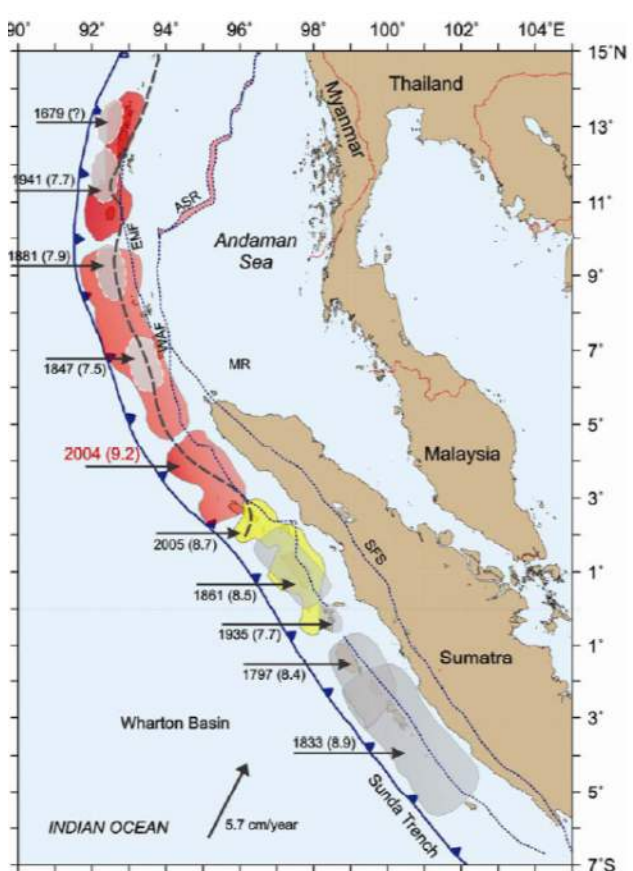 90° 92° 94° 96° 98° 100° 102° 104°E
15°N
Thailand
Myanmar
1679 (?)
13°
1941 (7.7)
11°
ASR
EMF
Andaman
Sea
1881 (7.9)
9°
WAF
1847 (7.5)
MR
7°
5°
2004 (9.2)
Malaysia
3°
2005 (8.7)
SFS
1861 (8.5)
1°
1935 (7.7)
1°
1797 (8.4)
Sumatra
Wharton Basin
3°
1833 (8.9)
Sunda Trench
5°
5.7 cm/year
INDIAN OCEAN
7°S